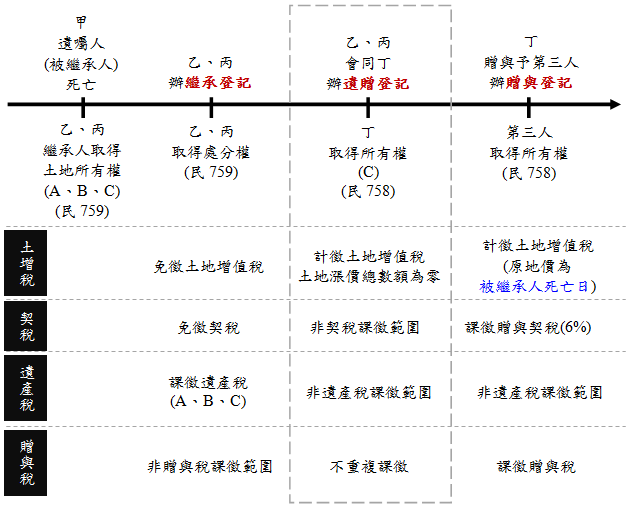 甲
遺囑人
(被繼承人)
死亡
乙、丙
辦繼承登記
乙、丙
會同丁
辦遺贈登記
丁
贈與予第三人
辦贈與登記
乙、丙
繼承人取得
土地所有權
(A、B、C)
(民 759)
乙、丙
取得處分權
(民 759)
丁
取得所有權
(C)
(民 758)
第三人
取得所有權
(民 758)
土增稅
免徵土地增值稅
計徵土地增值稅
土地漲價總數額為零
計徵土地增值稅
(原地價為
被繼承人死亡日)
契稅
免徵契稅
非契稅課徵範圍
課徵贈與契稅(6%)
遺產稅
課徵遺產稅
(A、B、C)
非遺產稅課徵範圍
非遺產稅課徵範圍
贈與稅
非贈與稅課徵範圍
不重複課徵
課徵贈與稅